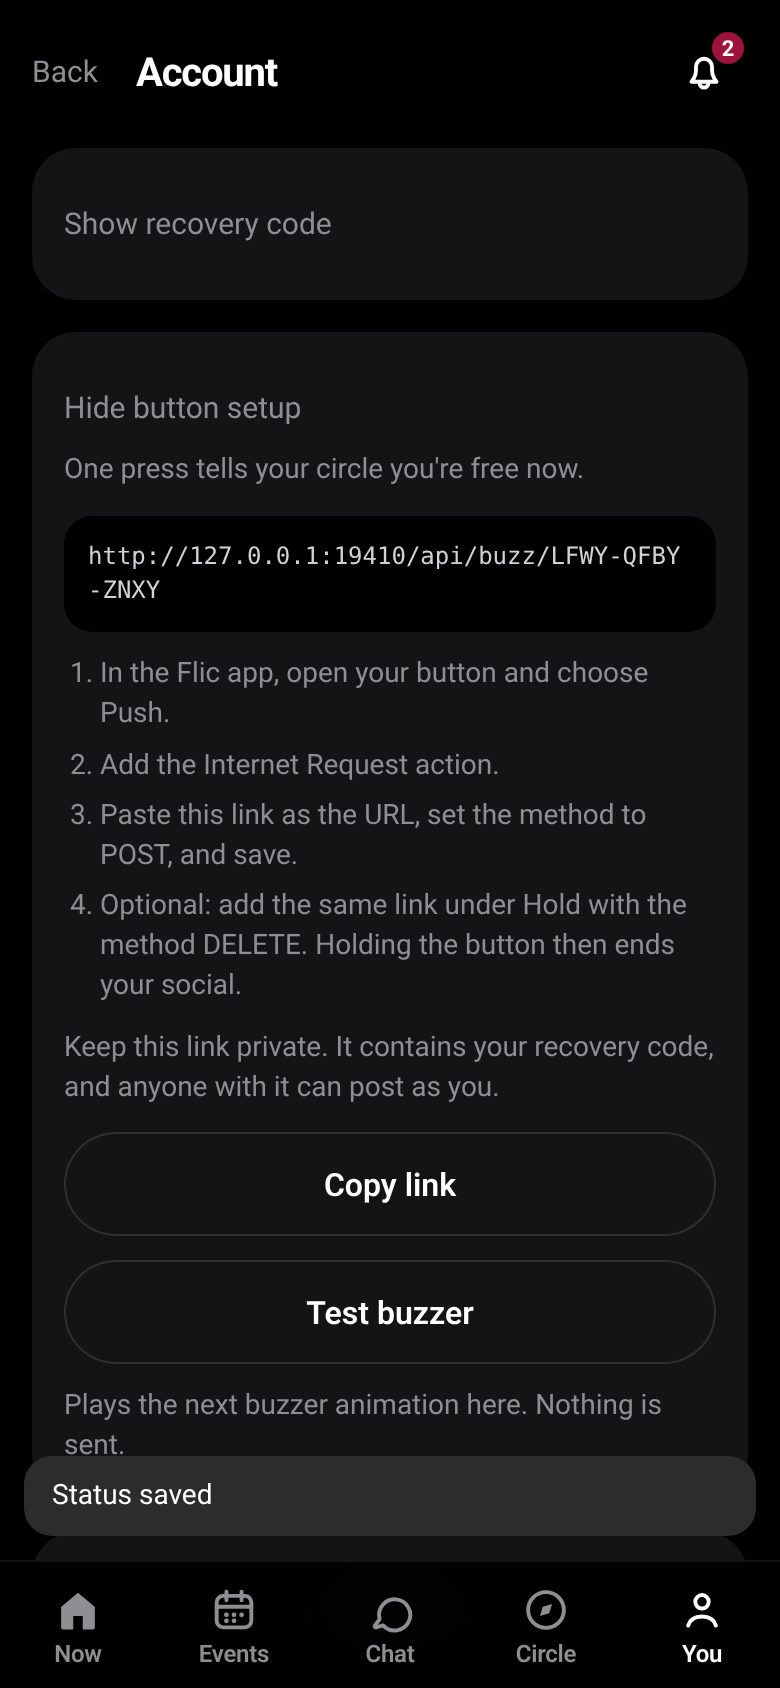 Back
Account
2
Show recovery code
Hide button setup
One press tells your circle you're free now.
http://127.0.0.1:19410/api/buzz/LFWY-QFBY
-ZNXY
1. In the Flic app, open your button and choose
Push.
2. Add the Internet Request action.
3. Paste this link as the URL, set the method to
POST, and save.
4. Optional: add the same link under Hold with the
method DELETE. Holding the button then ends
your social.
Keep this link private. It contains your recovery code,
and anyone with it can post as you.
Copy link
Test buzzer
Plays the next buzzer animation here. Nothing is
sent.
Status saved
Now
Events
Chat
Circle
You